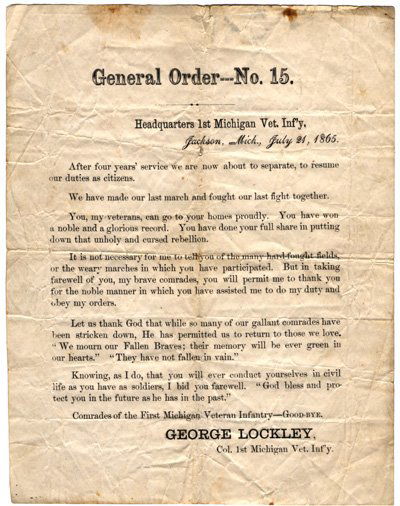 General Order—No. 15.
Headquarters 1st Michigan Vet. Inf'y,
Jackson, Mich., July 21, 1865.
After four years' service we are now about to separate, to resume
our duties as citizens.
We have made our last march and fought our last fight together.
You, my veterans, can go to your homes proudly. You have won
a noble and a glorious record. You have done your full share in putting
down that unholy and cursed rebellion.
It is not necessary for me to tell you of the many hard fought fields,
or the weary marches in which you have participated. But in taking
farewell of you, my brave comrades, you will permit me to thank you
for the noble manner in which you have assisted me to do my duty and
obey my orders.
Let us thank God that while so many of our gallant comrades have
been stricken down, He has permitted us to return to those we love.
"We mourn our Fallen Braves; their memory will be ever green in
our hearts." "They have not fallen in vain."
Knowing, as I do, that you will ever conduct yourselves in civil
life as you have as soldiers, I bid you farewell. "God bless and pro-
tect you in the future as he has in the past."
Comrades of the First Michigan Veteran Infantry—GOOD-BYE.
GEORGE LOCKLEY,
Col. 1st Michigan Vet. Inf'y.